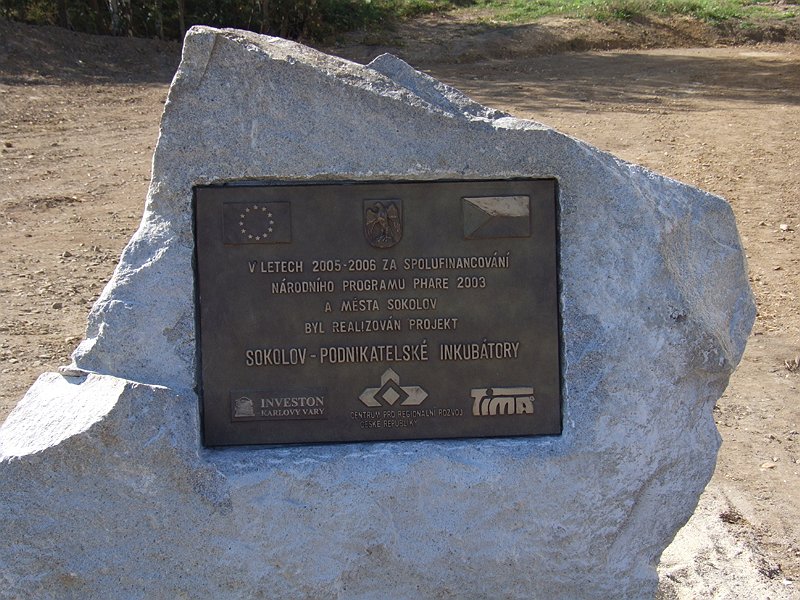 V LETECH 2005-2006 ZA SPOLUFINANCOVÁNÍ
NÁRODNÍHO PROGRAMU PHARE 2003
A MĚSTA SOKOLOV
BYL REALIZOVÁN PROJEKT
SOKOLOV - PODNIKATELSKÉ INKUBÁTORY
INVESTON
KARLOVY VARY
CENTRUM PRO REGIONÁLNÍ ROZVOJ
ČESKÉ REPUBLIKY
TIMA